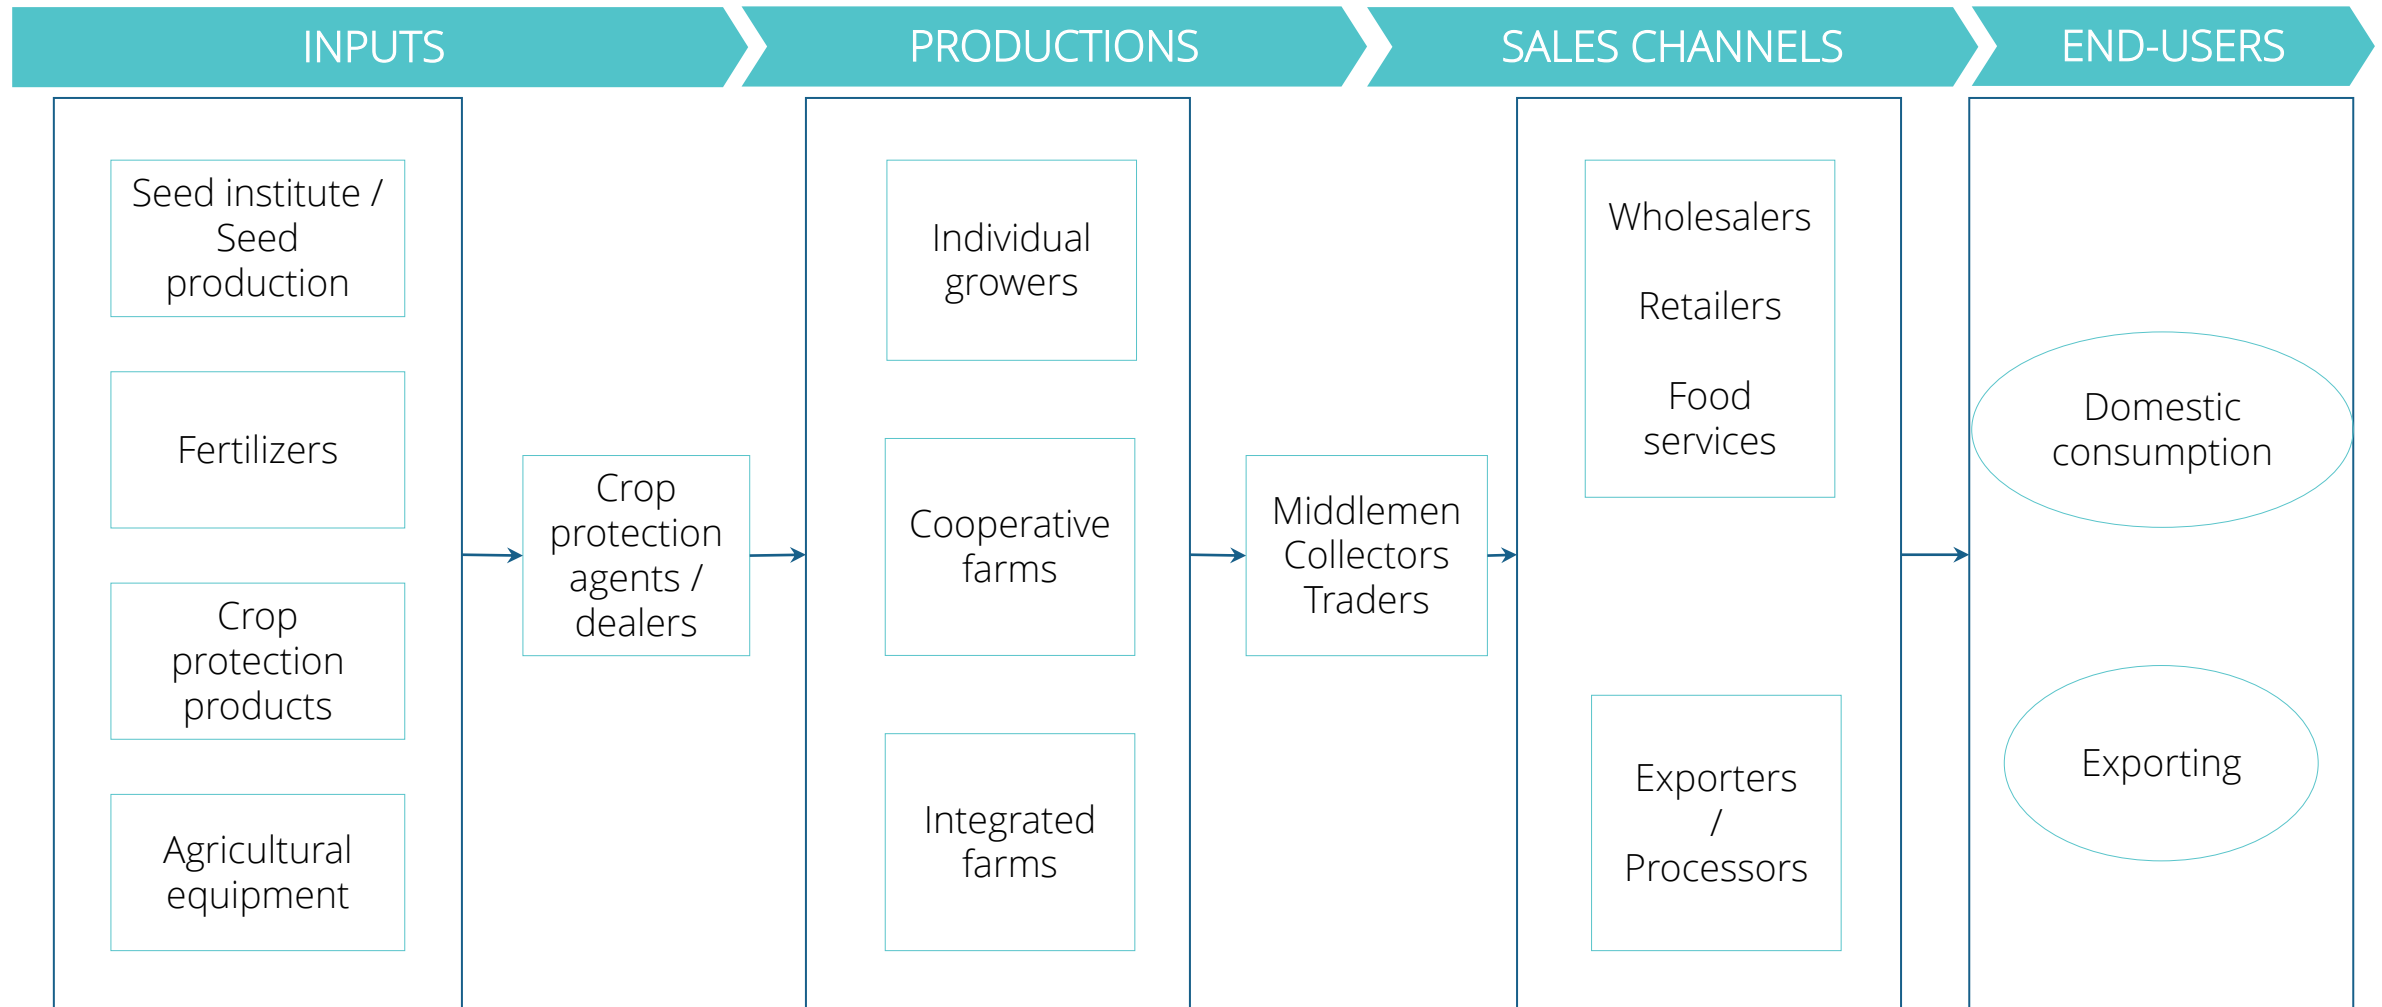 INPUTS
PRODUCTIONS
SALES CHANNELS
END-USERS
Seed institute /
Seed
production
Fertilizers
Crop
protection
products
Agricultural
equipment
Crop
protection
agents /
dealers
Individual
growers
Cooperative
farms
Integrated
farms
Middlemen
Collectors
Traders
Wholesalers
Retailers
Food
services
Exporters
/
Processors
Domestic
consumption
Exporting